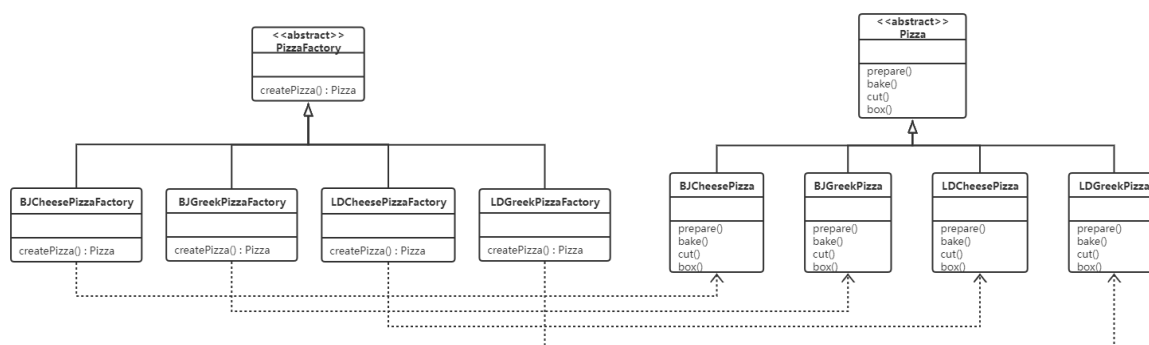 <<abstract>>
PizzaFactory
createPizza() : Pizza
<<abstract>>
Pizza
prepare()
bake()
cut()
box()
BJCheesePizzaFactory
createPizza() : Pizza
BJGreekPizzaFactory
createPizza() : Pizza
LDCheesePizzaFactory
createPizza() : Pizza
LDGreekPizzaFactory
createPizza() : Pizza
BJCheesePizza
prepare()
bake()
cut()
box()
BJGreekPizza
prepare()
bake()
cut()
box()
LDCheesePizza
prepare()
bake()
cut()
box()
LDGreekPizza
prepare()
bake()
cut()
box()